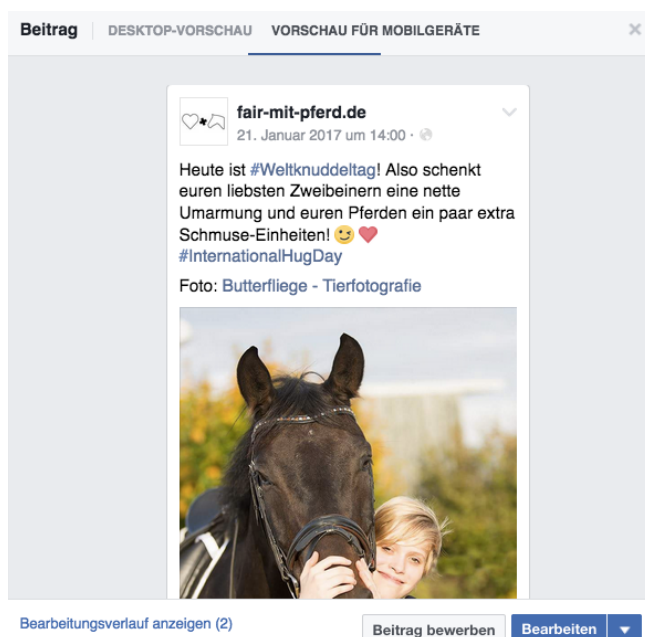 Beitrag DESKTOP-VORSCHAU VORSCHAU FÜR MOBILGERÄTE
fair-mit-pferd.de
21. Januar 2017 um 14:00 ·
Heute ist #Weltknuddeltag! Also schenkt
euren liebsten Zweibeinern eine nette
Umarmung und euren Pferden ein paar extra
Schmuse-Einheiten! 😉 ❤️
#InternationalHugDay
Foto: Butterfliege - Tierfotografie
Bearbeitungsverlauf anzeigen (2)
Beitrag bewerben Bearbeiten